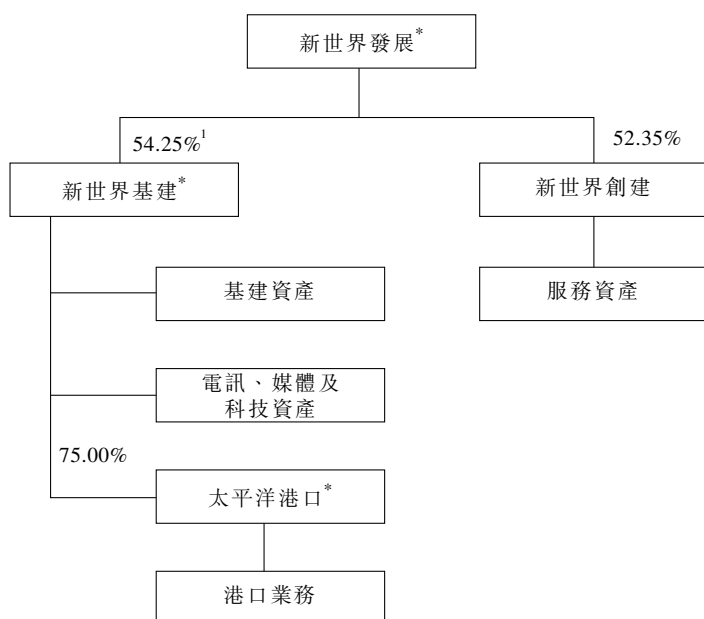 新世界發展*
54.25%¹
52.35%
新世界基建*
新世界創建
基建資產
服務資產
電訊、媒體及
科技資產
75.00%
太平洋港口*
港口業務